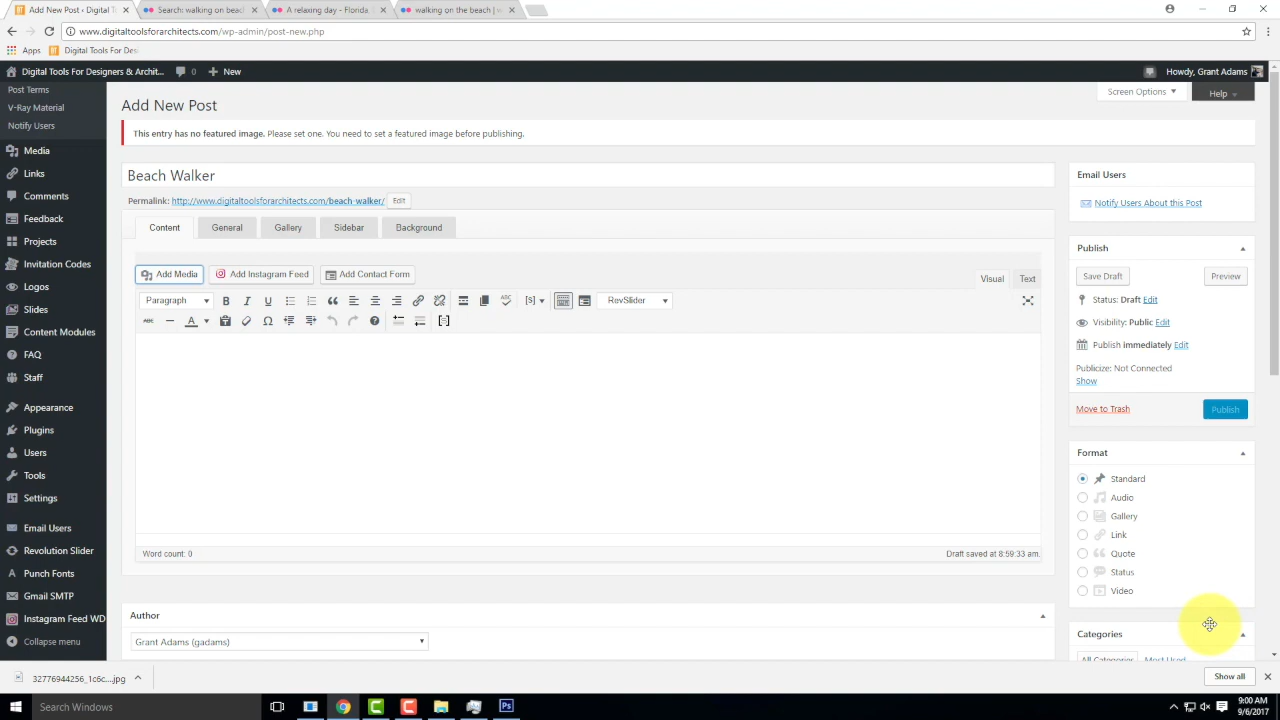 Add New Post ‹ Digital T
Search: walking on beac
A relaxing day - Florida,
walking on the beach | w
www.digitaltoolsforarchitects.com/wp-admin/post-new.php
Apps
Digital Tools For Des
Digital Tools For Designers & Archit...
0
New
Howdy, Grant Adams
Post Terms
V-Ray Material
Notify Users
Media
Links
Comments
Feedback
Projects
Invitation Codes
Logos
Slides
Content Modules
FAQ
Staff
Appearance
Plugins
Users
Tools
Settings
Email Users
Revolution Slider
Punch Fonts
Gmail SMTP
Instagram Feed WD
Collapse menu
Add New Post
Screen Options
Help
This entry has no featured image. Please set one. You need to set a featured image before publishing.
Beach Walker
Permalink: http://www.digitaltoolsforarchitects.com/beach-walker/ Edit
Content
General
Gallery
Sidebar
Background
Add Media
Add Instagram Feed
Add Contact Form
Visual
Text
Paragraph
B I U
ABC
[s]
RevSlider
ABC
A
Ω
Word count: 0
Draft saved at 8:59:33 am.
Author
Grant Adams (gadams)
Email Users
Notify Users About this Post
Publish
Save Draft
Preview
Status: Draft Edit
Visibility: Public Edit
Publish immediately Edit
Publicize: Not Connected
Show
Move to Trash
Publish
Format
Standard
Audio
Gallery
Link
Quote
Status
Video
Categories
All Categories
Most Used
32776944256_1c6c....jpg
Show all
Search Windows
Ps
9:00 AM
9/6/2017